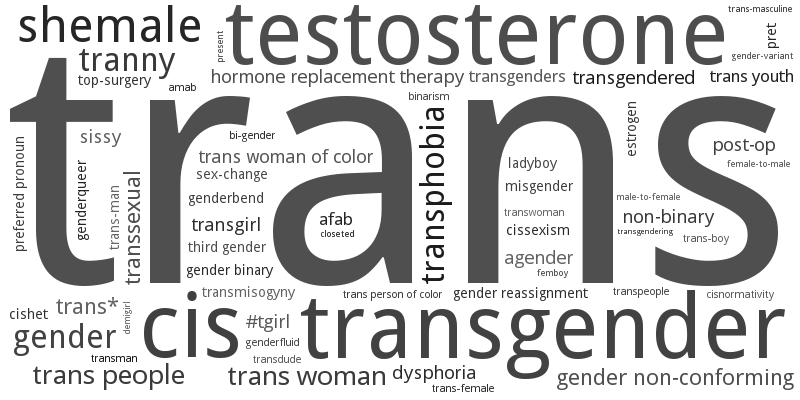 shemale
testosterone
trans-masculine
pret
present
tranny
gender-variant
top-surgery
hormone replacement therapy
transgenders
transgendered
trans youth
amab
binarism
trans
sissy
bi-gender
transphobia
estrogen
post-op
preferred pronoun
genderqueer
trans woman of color
ladyboy
female-to-male
sex-change
misgender
trans-man
transsexual
genderbend
male-to-female
transgirl
afab
transwoman
non-binary
closeted
cissexism
transgendering
third gender
trans-boy
agender
gender binary
femboy
transmisogyny
trans person of color
gender reassignment
transpeople
cisnormativity
cishet
trans*
demigirl
cis
#tgirl
transgender
gender
genderfluid
transman
transdude
trans people
trans woman
dysphoria
gender non-conforming
trans-female